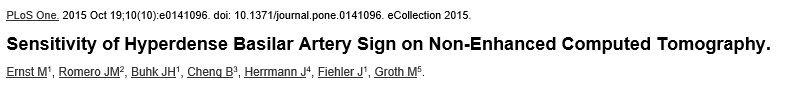 PLoS One. 2015 Oct 19;10(10):e0141096. doi: 10.1371/journal.pone.0141096. eCollection 2015.
Sensitivity of Hyperdense Basilar Artery Sign on Non-Enhanced Computed Tomography.
Ernst M¹, Romero JM², Buhk JH¹, Cheng B³, Herrmann J⁴, Fiehler J¹, Groth M⁵.